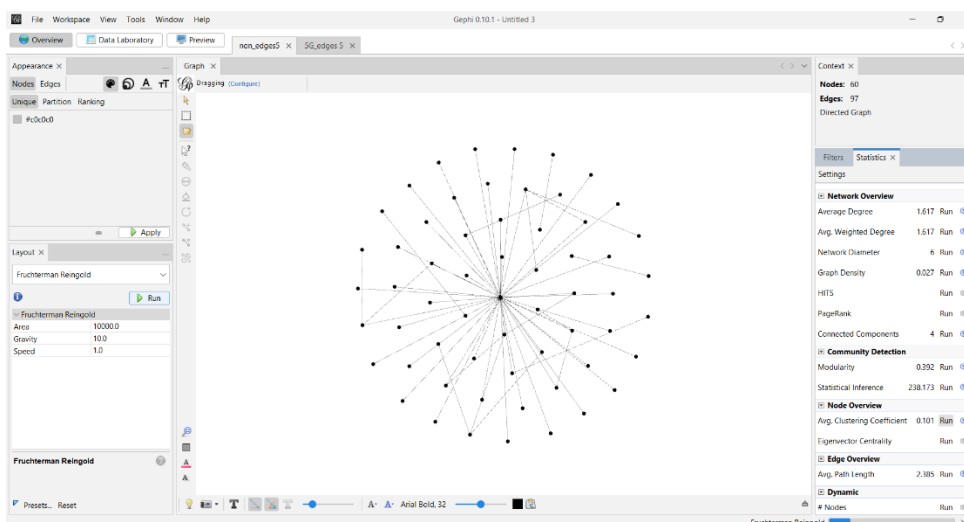 File Workspace View Tools Window Help
Gephi 0.10.1 - Untitled 3
Overview Data Laboratory Preview
non_edges5 × 5G_edges 5 ×
Appearance ×
Nodes Edges
Unique Partition Ranking
#c0c0c0
Apply
Layout ×
Fruchterman Reingold
Run
Fruchterman Reingold
Area 10000.0
Gravity 10.0
Speed 1.0
Fruchterman Reingold
Presets... Reset
Graph ×
Dragging (Configure)
Arial Bold, 32
Context ×
Nodes: 60
Edges: 97
Directed Graph
Filters Statistics ×
Settings
Network Overview
Average Degree 1.617 Run
Avg. Weighted Degree 1.617 Run
Network Diameter 6 Run
Graph Density 0.027 Run
HITS Run
PageRank Run
Connected Components 4 Run
Community Detection
Modularity 0.392 Run
Statistical Inference 238.173 Run
Node Overview
Avg. Clustering Coefficient 0.101 Run
Eigenvector Centrality Run
Edge Overview
Avg. Path Length 2.385 Run
Dynamic
# Nodes Run
Fruchterman Reingold